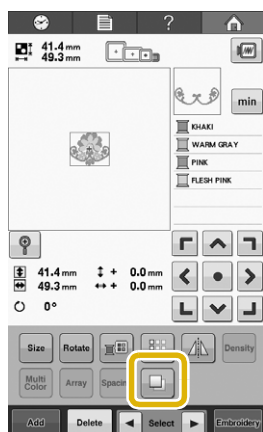 ?
41.4 mm
49.3 mm
min
KHAKI
WARM GRAY
PINK
FLESH PINK
41.4 mm + 0.0 mm
49.3 mm + 0.0 mm
0°
Size Rotate Density
Multi Color Array Spacin
Add Delete Select Embroidery